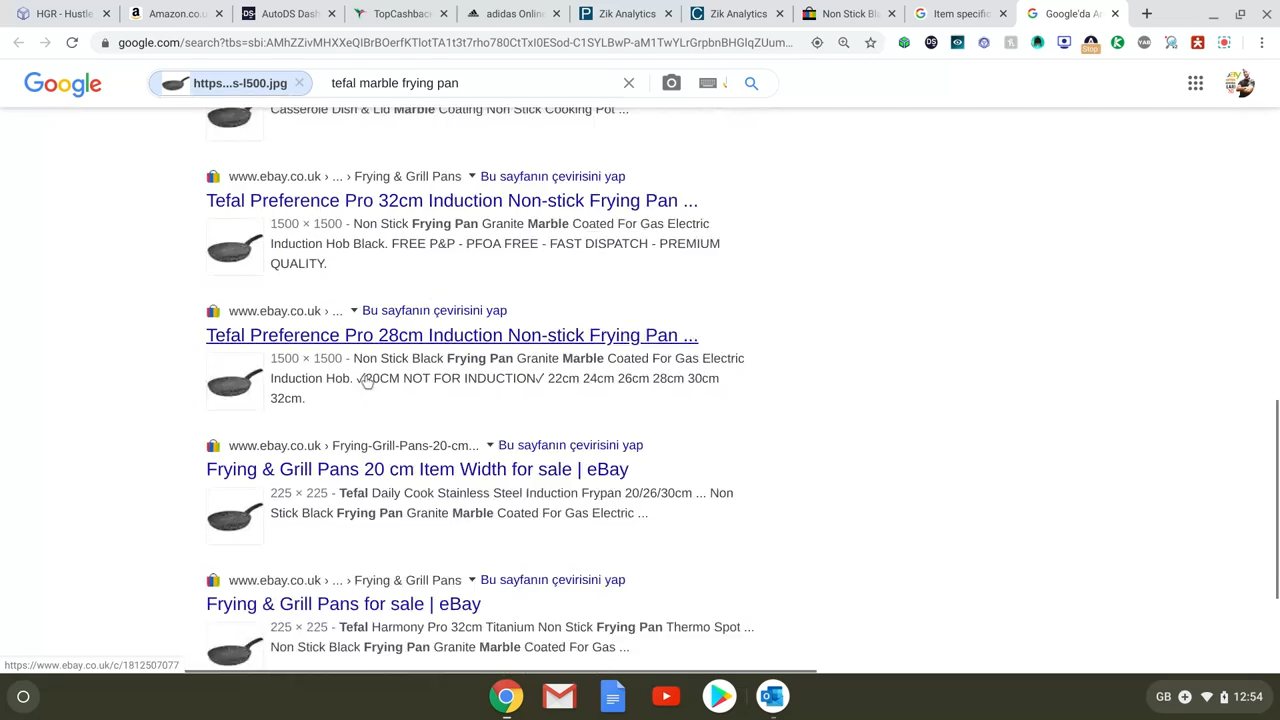 HGR - Hustle
Amazon.co.
AutoDS Dashb
TopCashback
adidas Online
Zik Analytics
Zik Analytics
Non Stick Bla
Item specific
Google'da Ar
google.com/search?tbs=sbi:AMhZZivMHXXeQIBrBOerfKTlotTA1t3t7rho780CtTxI0ESod-C1SYLBwP-aM1TwYLrGrpbnBHGlqZUum...
DS
YAB
Stop
Google
https...s-l500.jpg
tefal marble frying pan
Casserole Dish & Lid Marble Coating Non Stick Cooking Pot ...
www.ebay.co.uk › ... › Frying & Grill Pans
Bu sayfanın çevirisini yap
Tefal Preference Pro 32cm Induction Non-stick Frying Pan ...
1500 × 1500 - Non Stick Frying Pan Granite Marble Coated For Gas Electric
Induction Hob Black. FREE P&P - PFOA FREE - FAST DISPATCH - PREMIUM
QUALITY.
www.ebay.co.uk › ...
Bu sayfanın çevirisini yap
Tefal Preference Pro 28cm Induction Non-stick Frying Pan ...
1500 × 1500 - Non Stick Black Frying Pan Granite Marble Coated For Gas Electric
Induction Hob. ✓20CM NOT FOR INDUCTION✓ 22cm 24cm 26cm 28cm 30cm
32cm.
www.ebay.co.uk › Frying-Grill-Pans-20-cm...
Bu sayfanın çevirisini yap
Frying & Grill Pans 20 cm Item Width for sale | eBay
225 × 225 - Tefal Daily Cook Stainless Steel Induction Frypan 20/26/30cm ... Non
Stick Black Frying Pan Granite Marble Coated For Gas Electric ...
www.ebay.co.uk › ... › Frying & Grill Pans
Bu sayfanın çevirisini yap
Frying & Grill Pans for sale | eBay
225 × 225 - Tefal Harmony Pro 32cm Titanium Non Stick Frying Pan Thermo Spot ...
Non Stick Black Frying Pan Granite Marble Coated For Gas ...
https://www.ebay.co.uk/c/1812507077
GB
12:54